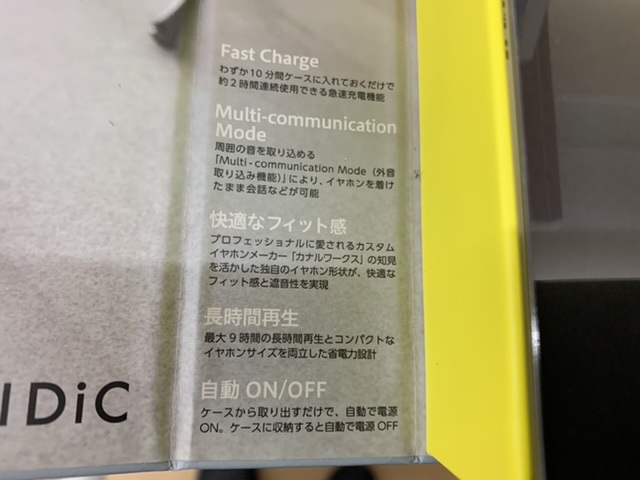 Fast Charge
わずか10分間ケースに入れておくだけで
約2時間連続使用できる急速充電機能
Multi-communication
Mode
周囲の音を取り込める
「Multi-communication Mode（外音
取り込み機能）」により、イヤホンを着け
たまま会話などが可能
快適なフィット感
プロフェッショナルに愛されるカスタム
イヤホンメーカー「カナルワークス」の知見
を活かした独自のイヤホン形状が、快適な
フィット感と遮音性を実現
長時間再生
最大9時間の長時間再生とコンパクトな
イヤホンサイズを両立した省電力設計
自動 ON/OFF
ケースから取り出すだけで、自動で電源
ON。ケースに収納すると自動で電源OFF
DiC